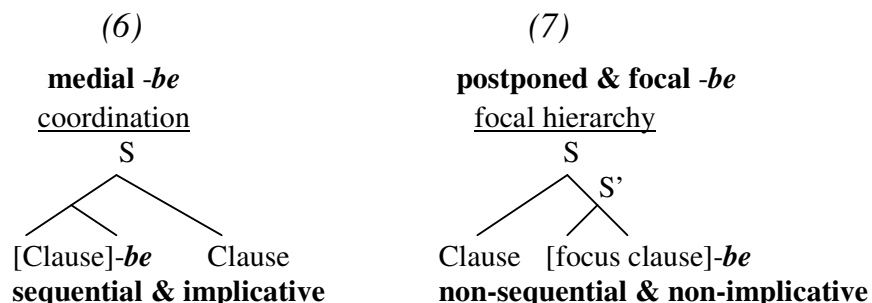 (6) (7)
medial -be postponed & focal -be
coordination focal hierarchy
S S
S'
[Clause]-be Clause Clause [focus clause]-be
sequential & implicative non-sequential & non-implicative